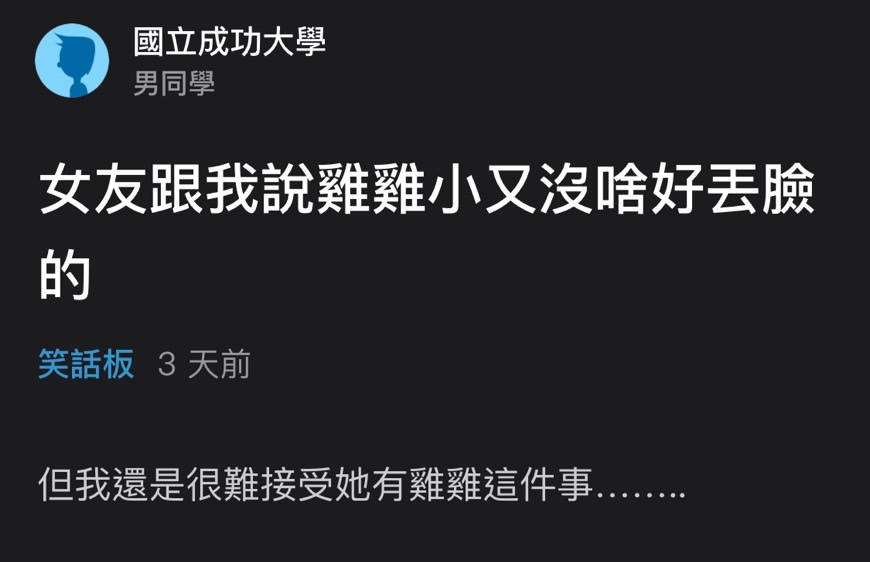 國立成功大學
男同學
女友跟我說雞雞小又沒啥好丟臉
的
笑話板 3 天前
但我還是很難接受她有雞雞這件事……..